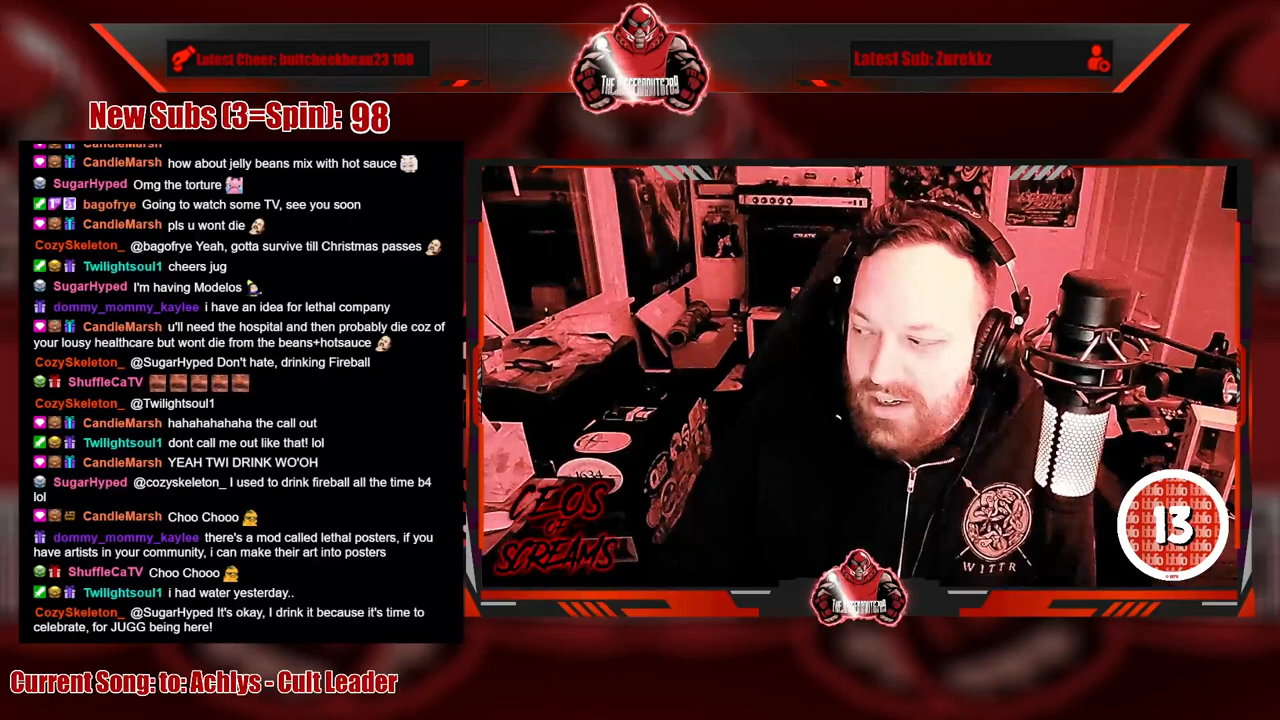 Latest Cheer: buttcheekbeau23 100
THEJUGGERNAUT6789
Latest Sub: Zurekkz
New Subs (3=Spin): 98
CandieMarsh
CandieMarsh how about jelly beans mix with hot sauce
SugarHyped Omg the torture
bagofrye Going to watch some TV, see you soon
CandieMarsh pls u wont die
CozySkeleton_ @bagofrye Yeah, gotta survive till Christmas passes
Twilightsoul1 cheers jug
SugarHyped I'm having Modelos
dommy_mommy_kaylee i have an idea for lethal company
CandieMarsh u'll need the hospital and then probably die coz of
your lousy healthcare but wont die from the beans+hotsauce
CozySkeleton_ @SugarHyped Don't hate, drinking Fireball
ShuffleCaTV
CozySkeleton_ @Twilightsoul1
CandieMarsh hahahahahaha the call out
Twilightsoul1 dont call me out like that! lol
CandieMarsh YEAH TWI DRINK WO'OH
SugarHyped @cozyskeleton_ I used to drink fireball all the time b4
lol
CandieMarsh Choo Chooo
dommy_mommy_kaylee there's a mod called lethal posters, if you
have artists in your community, i can make their art into posters
ShuffleCaTV Choo Chooo
Twilightsoul1 i had water yesterday..
CozySkeleton_ @SugarHyped It's okay, I drink it because it's time to
celebrate, for JUGG being here!
1634
CEOS
OF
SCREAMS
WITTR
13
Current Song: to: Achlys - Cult Leader